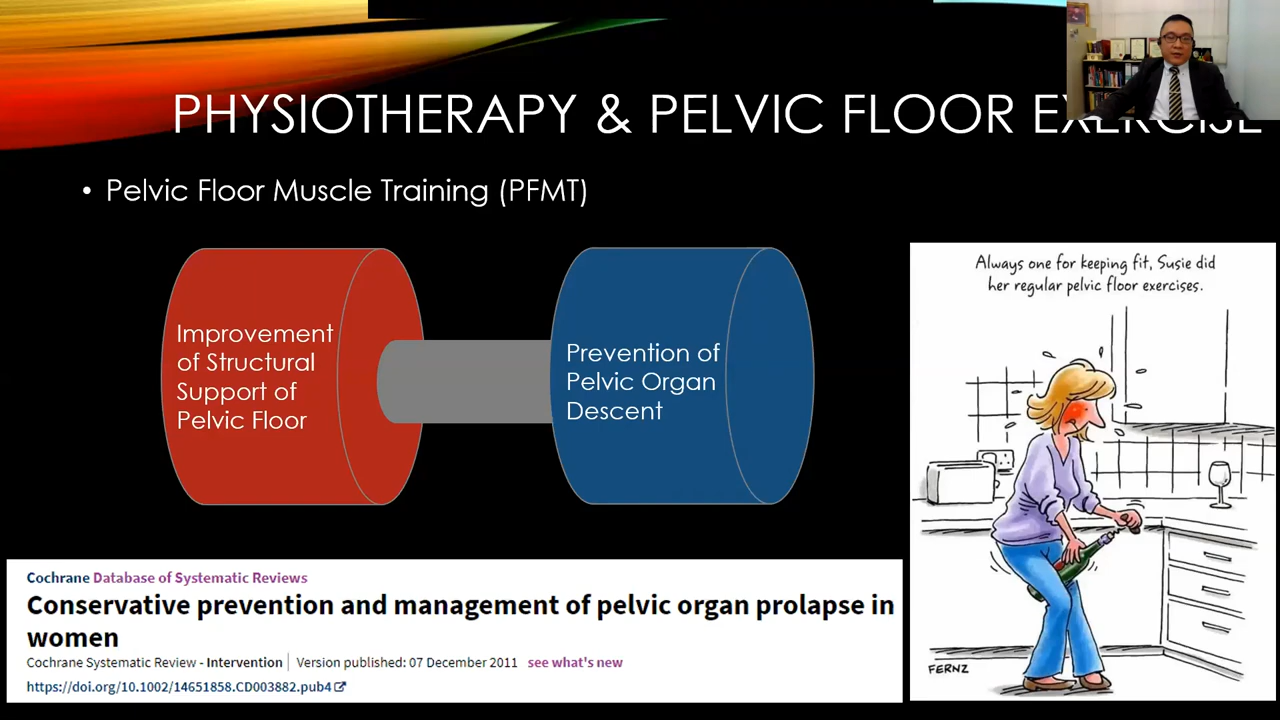 PHYSIOTHERAPY & PELVIC FLOOR EXERCISE
• Pelvic Floor Muscle Training (PFMT)
Improvement
of Structural
Support of
Pelvic Floor
Prevention of
Pelvic Organ
Descent
Always one for keeping fit, Susie did
her regular pelvic floor exercises.
FERNZ
Cochrane Database of Systematic Reviews
Conservative prevention and management of pelvic organ prolapse in
women
Cochrane Systematic Review - Intervention | Version published: 07 December 2011 see what's new
https://doi.org/10.1002/14651858.CD003882.pub4